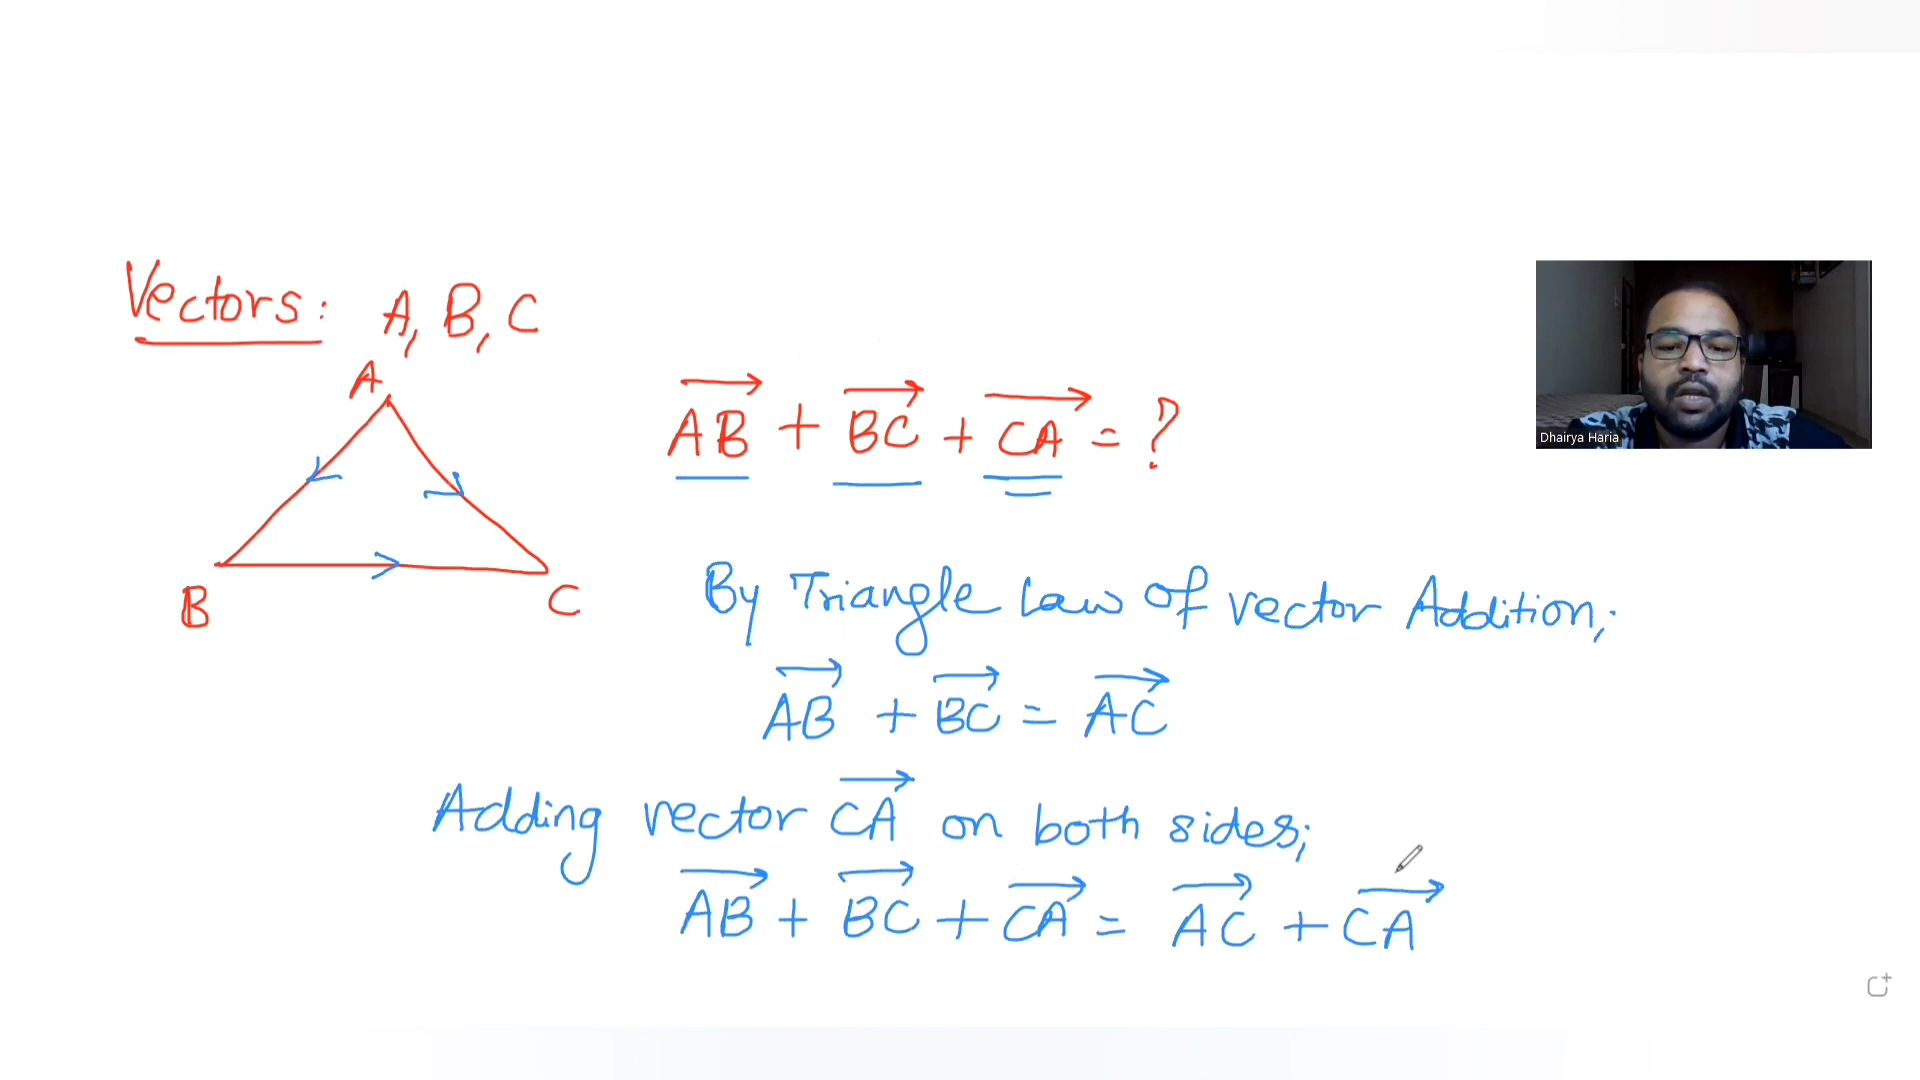 Vectors: A, B, C
A
B
C
AB + BC + CA = ?
By Triangle Law of vector Addition;
AB + BC = AC
Adding vector CA on both sides;
AB + BC + CA = AC + CA
Dhairya Haria